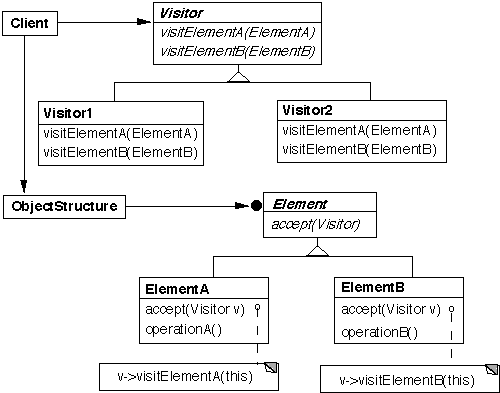 Client
Visitor
visitElementA(ElementA)
visitElementB(ElementB)
Visitor1
visitElementA(ElementA)
visitElementB(ElementB)
Visitor2
visitElementA(ElementA)
visitElementB(ElementB)
ObjectStructure
Element
accept(Visitor)
ElementA
accept(Visitor v)
operationA()
ElementB
accept(Visitor v)
operationB()
v->visitElementA(this)
v->visitElementB(this)